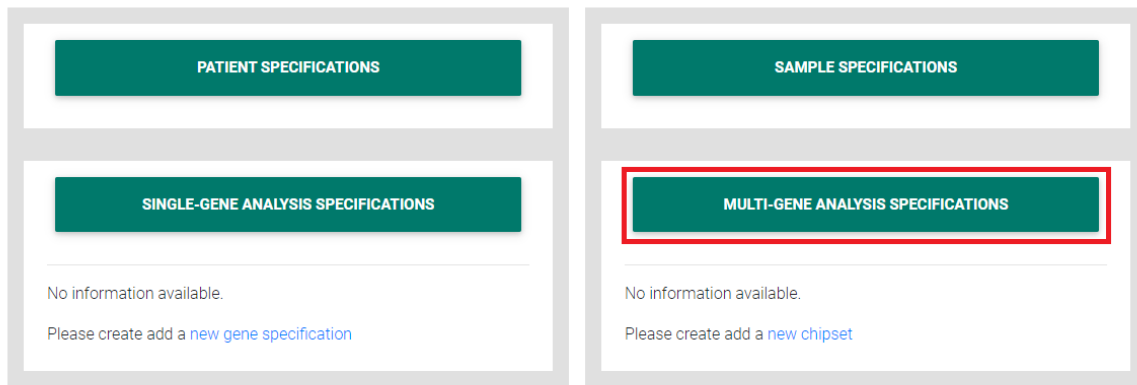 PATIENT SPECIFICATIONS
SAMPLE SPECIFICATIONS
SINGLE-GENE ANALYSIS SPECIFICATIONS
No information available.
Please create add a new gene specification
MULTI-GENE ANALYSIS SPECIFICATIONS
No information available.
Please create add a new chipset